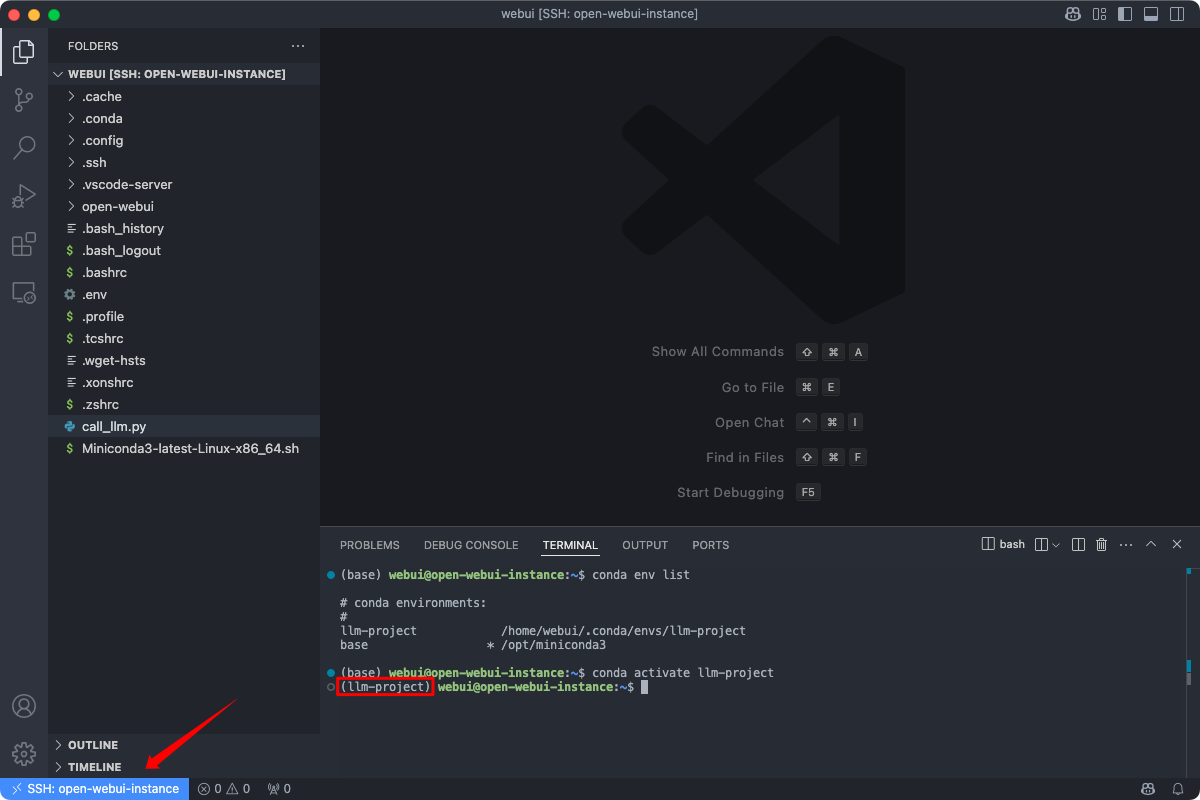 webui [SSH: open-webui-instance]
FOLDERS
WEBUI [SSH: OPEN-WEBUI-INSTANCE]
.cache
.conda
.config
.ssh
.vscode-server
open-webui
.bash_history
$ .bash_logout
$ .bashrc
.env
$ .profile
$ .tcshrc
.wget-hsts
.xonshrc
$ .zshrc
call_llm.py
$ Miniconda3-latest-Linux-x86_64.sh
OUTLINE
TIMELINE
Show All Commands ⇧ ⌘ A
Go to File ⌘ E
Open Chat ^ ⌘ I
Find in Files ⇧ ⌘ F
Start Debugging F5
PROBLEMS DEBUG CONSOLE TERMINAL OUTPUT PORTS bash
(base) webui@open-webui-instance:~$ conda env list
# conda environments:
#
llm-project /home/webui/.conda/envs/llm-project
base * /opt/miniconda3
(base) webui@open-webui-instance:~$ conda activate llm-project
(llm-project) webui@open-webui-instance:~$
SSH: open-webui-instance 0 0 0